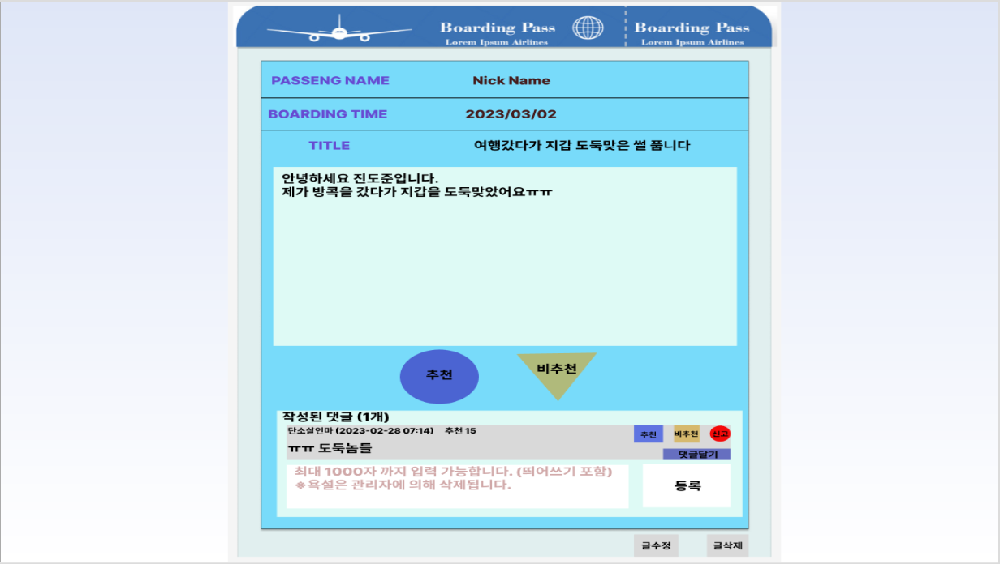 Boarding Pass
Lorem Ipsum Airlines
Boarding Pass
Lorem Ipsum Airlines
PASSENG NAME Nick Name
BOARDING TIME 2023/03/02
TITLE 여행갔다가 지갑 도둑맞은 썰 풉니다
안녕하세요 진도준입니다.
제가 방콕을 갔다가 지갑을 도둑맞았어요ㅠㅠ
추천
비추천
작성된 댓글 (1개)
단소살인마 (2023-02-28 07:14) 추천 15
추천 비추천 신고
ㅠㅠ 도둑놈들
댓글달기
최대 1000자 까지 입력 가능합니다. (띄어쓰기 포함)
※욕설은 관리자에 의해 삭제됩니다.
등록
글수정 글삭제